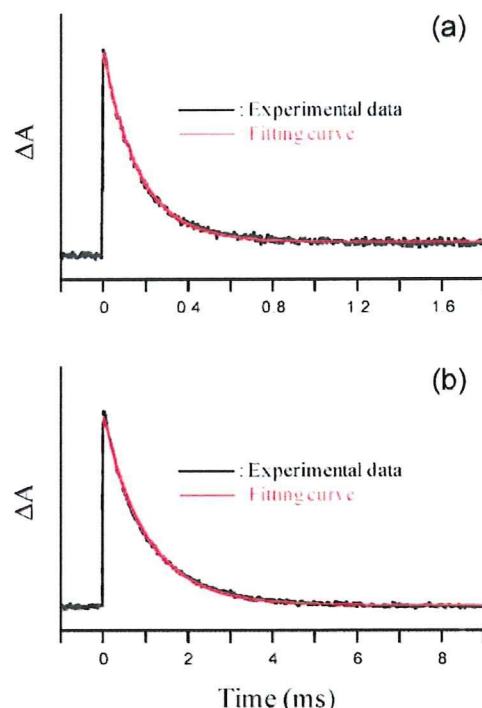 (a)
ΔA
: Experimental data
: Fitting curve
0 0.4 0.8 1.2 1.6
(b)
ΔA
: Experimental data
: Fitting curve
0 2 4 6 8
Time (ms)